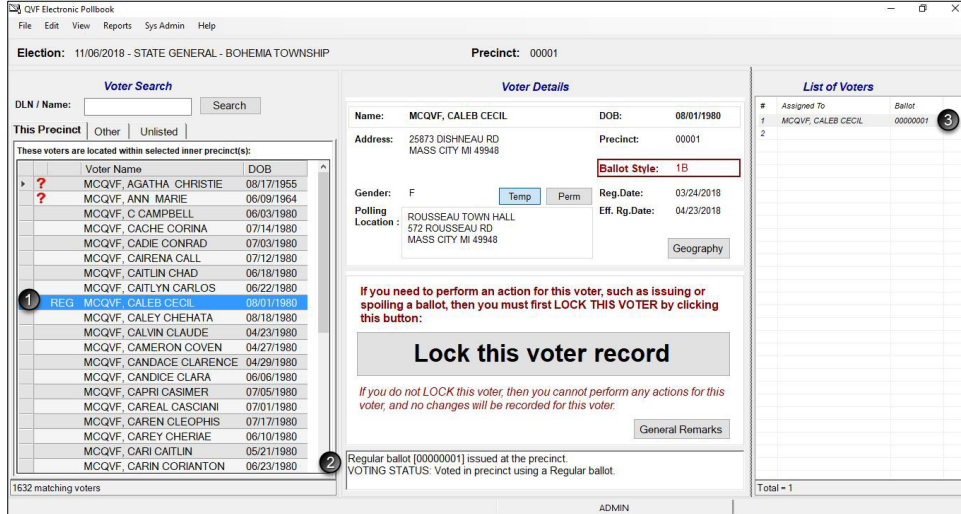 QVF Electronic Pollbook
File Edit View Reports Sys Admin Help
Election: 11/06/2018 - STATE GENERAL - BOHEMIA TOWNSHIP Precinct: 00001
Voter Search
DLN / Name: Search
This Precinct Other Unlisted
These voters are located within selected inner precinct(s):
Voter Name DOB
? MCQVF, AGATHA CHRISTIE 08/17/1955
? MCQVF, ANN MARIE 06/09/1964
MCQVF, C CAMPBELL 06/03/1980
MCQVF, CACHE CORINA 07/14/1980
MCQVF, CADIE CONRAD 07/03/1980
MCQVF, CAIRENA CALL 07/12/1980
MCQVF, CAITLIN CHAD 06/18/1980
MCQVF, CAITLYN CARLOS 06/22/1980
1 REG MCQVF, CALEB CECIL 08/01/1980
MCQVF, CALEY CHEHATA 08/18/1980
MCQVF, CALVIN CLAUDE 04/23/1980
MCQVF, CAMERON COVEN 04/27/1980
MCQVF, CANDACE CLARENCE 04/29/1980
MCQVF, CANDICE CLARA 06/06/1980
MCQVF, CAPRI CASIMER 07/05/1980
MCQVF, CAREAL CASCIANI 07/01/1980
MCQVF, CAREN CLEOPHIS 07/17/1980
MCQVF, CAREY CHERIAE 06/10/1980
MCQVF, CARI CAITLIN 05/21/1980
MCQVF, CARIN CORIANTON 06/23/1980
1632 matching voters
Voter Details
Name: MCQVF, CALEB CECIL DOB: 08/01/1980
Address: 25873 DISHNEAU RD Precinct: 00001
MASS CITY MI 49948
Ballot Style: 1B
Gender: F Temp Perm Reg.Date: 03/24/2018
Polling Location : ROUSSEAU TOWN HALL Eff. Rg.Date: 04/23/2018
572 ROUSSEAU RD
MASS CITY MI 49948
Geography
If you need to perform an action for this voter, such as issuing or
spoiling a ballot, then you must first LOCK THIS VOTER by clicking
this button:
Lock this voter record
If you do not LOCK this voter, then you cannot perform any actions for this
voter, and no changes will be recorded for this voter.
General Remarks
2
Regular ballot [00000001] issued at the precinct.
VOTING STATUS: Voted in precinct using a Regular ballot.
List of Voters
# Assigned To Ballot
1 MCQVF, CALEB CECIL 00000001 3
2
Total = 1
ADMIN